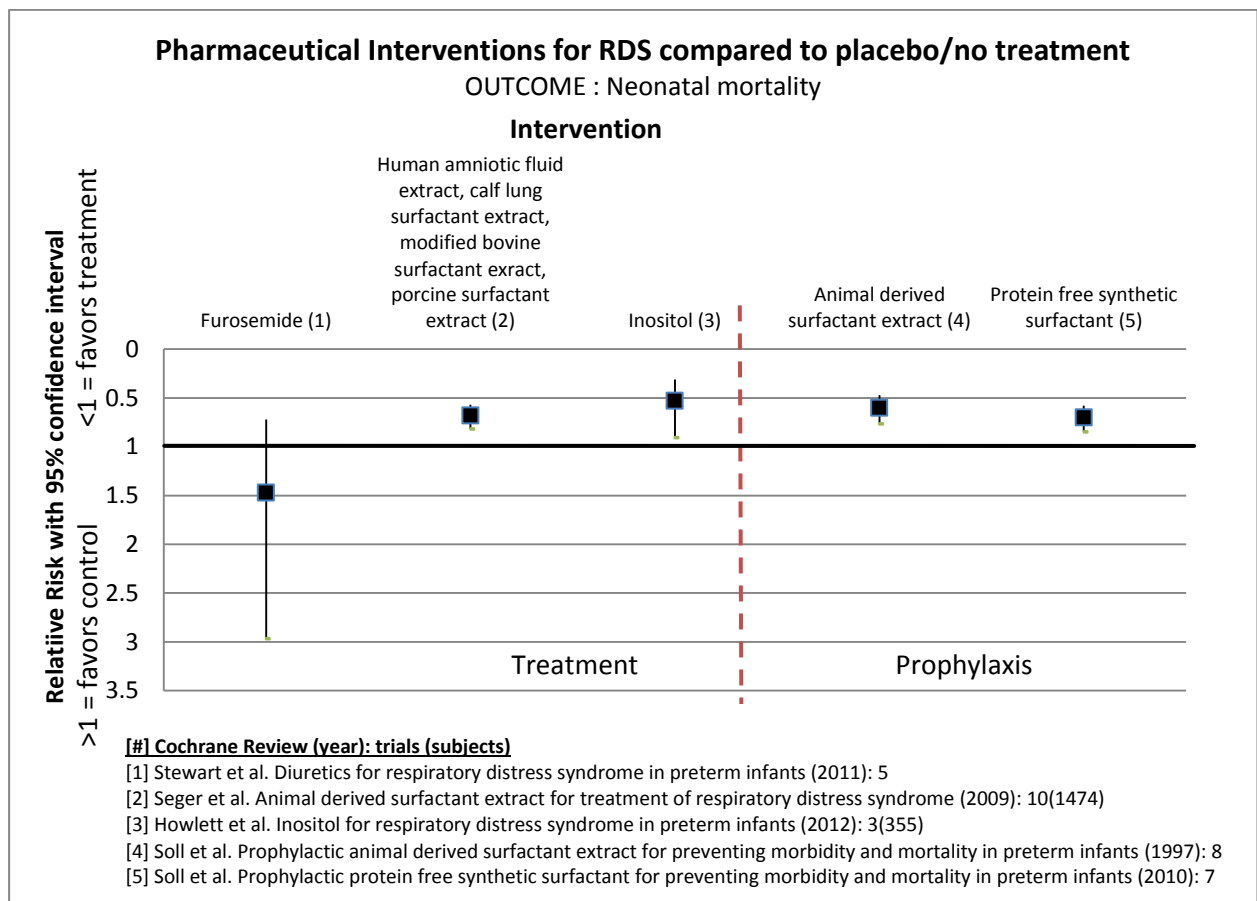 Pharmaceutical Interventions for RDS compared to placebo/no treatment
OUTCOME : Neonatal mortality
Intervention
Human amniotic fluid
extract, calf lung
surfactant extract,
modified bovine
surfactant exract,
porcine surfactant
extract (2)
Furosemide (1)
Inositol (3)
Animal derived
surfactant extract (4)
Protein free synthetic
surfactant (5)
Relatiive Risk with 95% confidence interval
>1 = favors control
<1 = favors treatment
0
0.5
1
1.5
2
2.5
3
3.5
Treatment
Prophylaxis
[#] Cochrane Review (year): trials (subjects)
[1] Stewart et al. Diuretics for respiratory distress syndrome in preterm infants (2011): 5
[2] Seger et al. Animal derived surfactant extract for treatment of respiratory distress syndrome (2009): 10(1474)
[3] Howlett et al. Inositol for respiratory distress syndrome in preterm infants (2012): 3(355)
[4] Soll et al. Prophylactic animal derived surfactant extract for preventing morbidity and mortality in preterm infants (1997): 8
[5] Soll et al. Prophylactic protein free synthetic surfactant for preventing morbidity and mortality in preterm infants (2010): 7